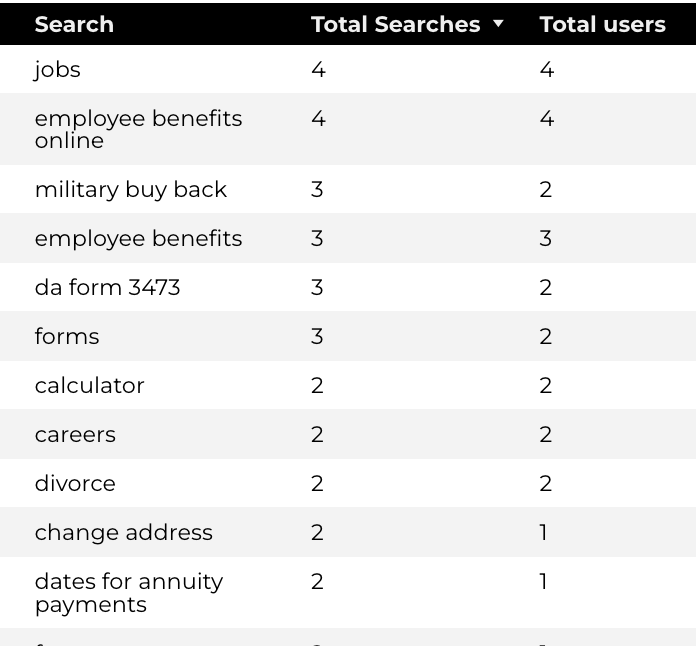 Search Total Searches ▼ Total users
jobs 4 4
employee benefits 4 4
online
military buy back 3 2
employee benefits 3 3
da form 3473 3 2
forms 3 2
calculator 2 2
careers 2 2
divorce 2 2
change address 2 1
dates for annuity 2 1
payments